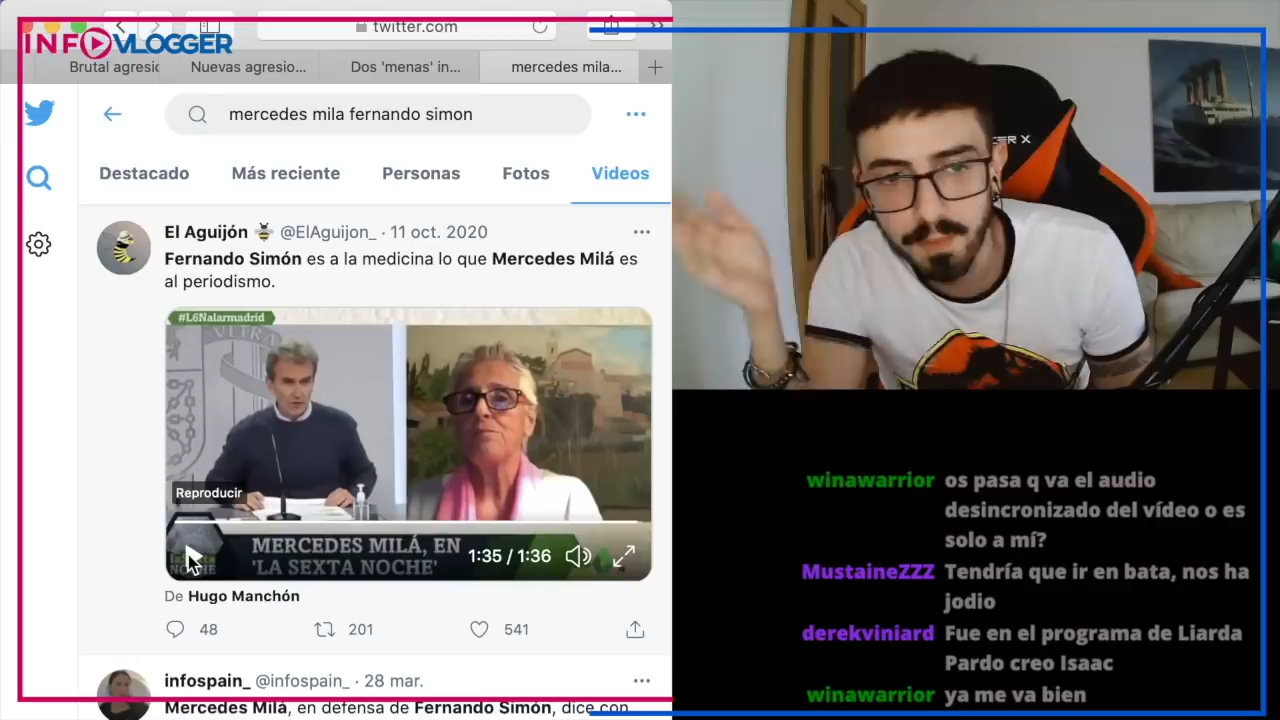 INFOVLOGGER
twitter.com
Brutal agresió
Nuevas agresio...
Dos 'menas' in...
mercedes mila...
mercedes mila fernando simon
Destacado
Más reciente
Personas
Fotos
Videos
El Aguijón 🐝 @ElAguijon_ · 11 oct. 2020
Fernando Simón es a la medicina lo que Mercedes Milá es
al periodismo.
#L6Nalarmadrid
Reproducir
MERCEDES MILÁ, EN
'LA SEXTA NOCHE'
1:35 / 1:36
De Hugo Manchón
48
201
541
infospain_ @infospain_ · 28 mar.
Mercedes Milá, en defensa de Fernando Simón, dice con
winawarrior os pasa q va el audio
desincronizado del vídeo o es
solo a mí?
MustaineZZZ Tendría que ir en bata, nos ha
jodio
derekviniard Fue en el programa de Liarda
Pardo creo Isaac
winawarrior ya me va bien